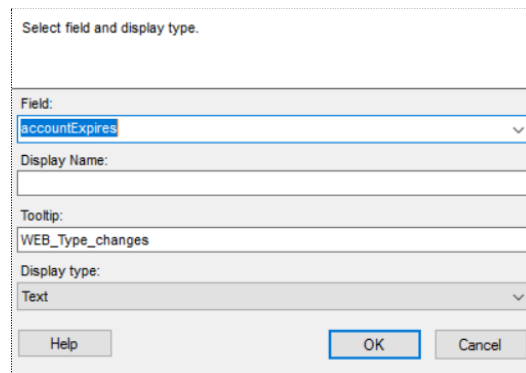 Select field and display type.
Field:
accountExpires
Display Name:
Tooltip:
WEB_Type_changes
Display type:
Text
Help
OK
Cancel